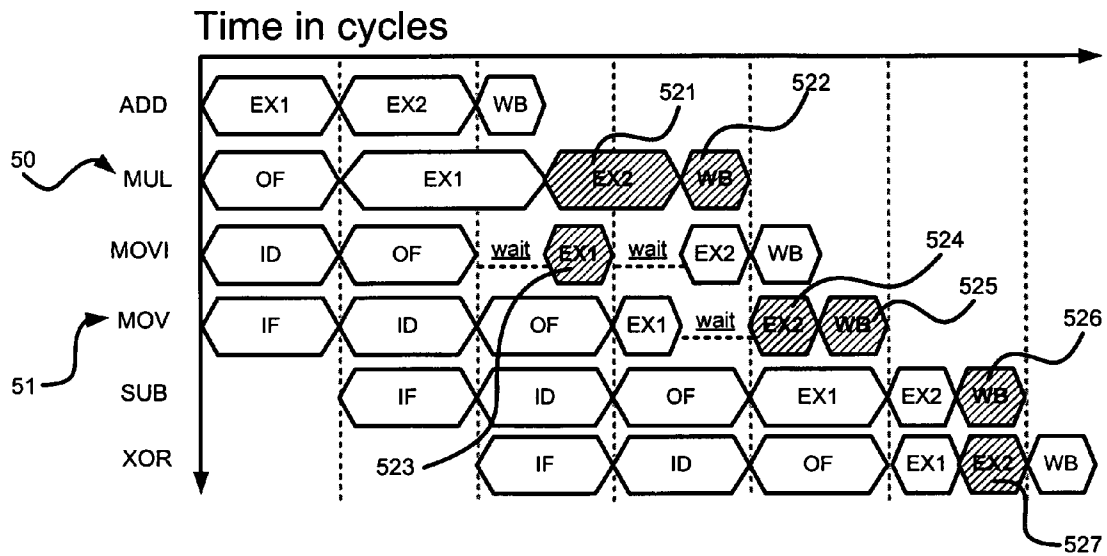 Time in cycles
ADD EX1 EX2 WB 521 522
50 MUL OF EX1 EX2 WB
MOVI ID OF wait EX1 wait EX2 WB 524
51 MOV IF ID OF EX1 wait EX2 WB 525
SUB IF ID OF EX1 EX2 WB 526
XOR 523 IF ID OF EX1 EX2 WB
527